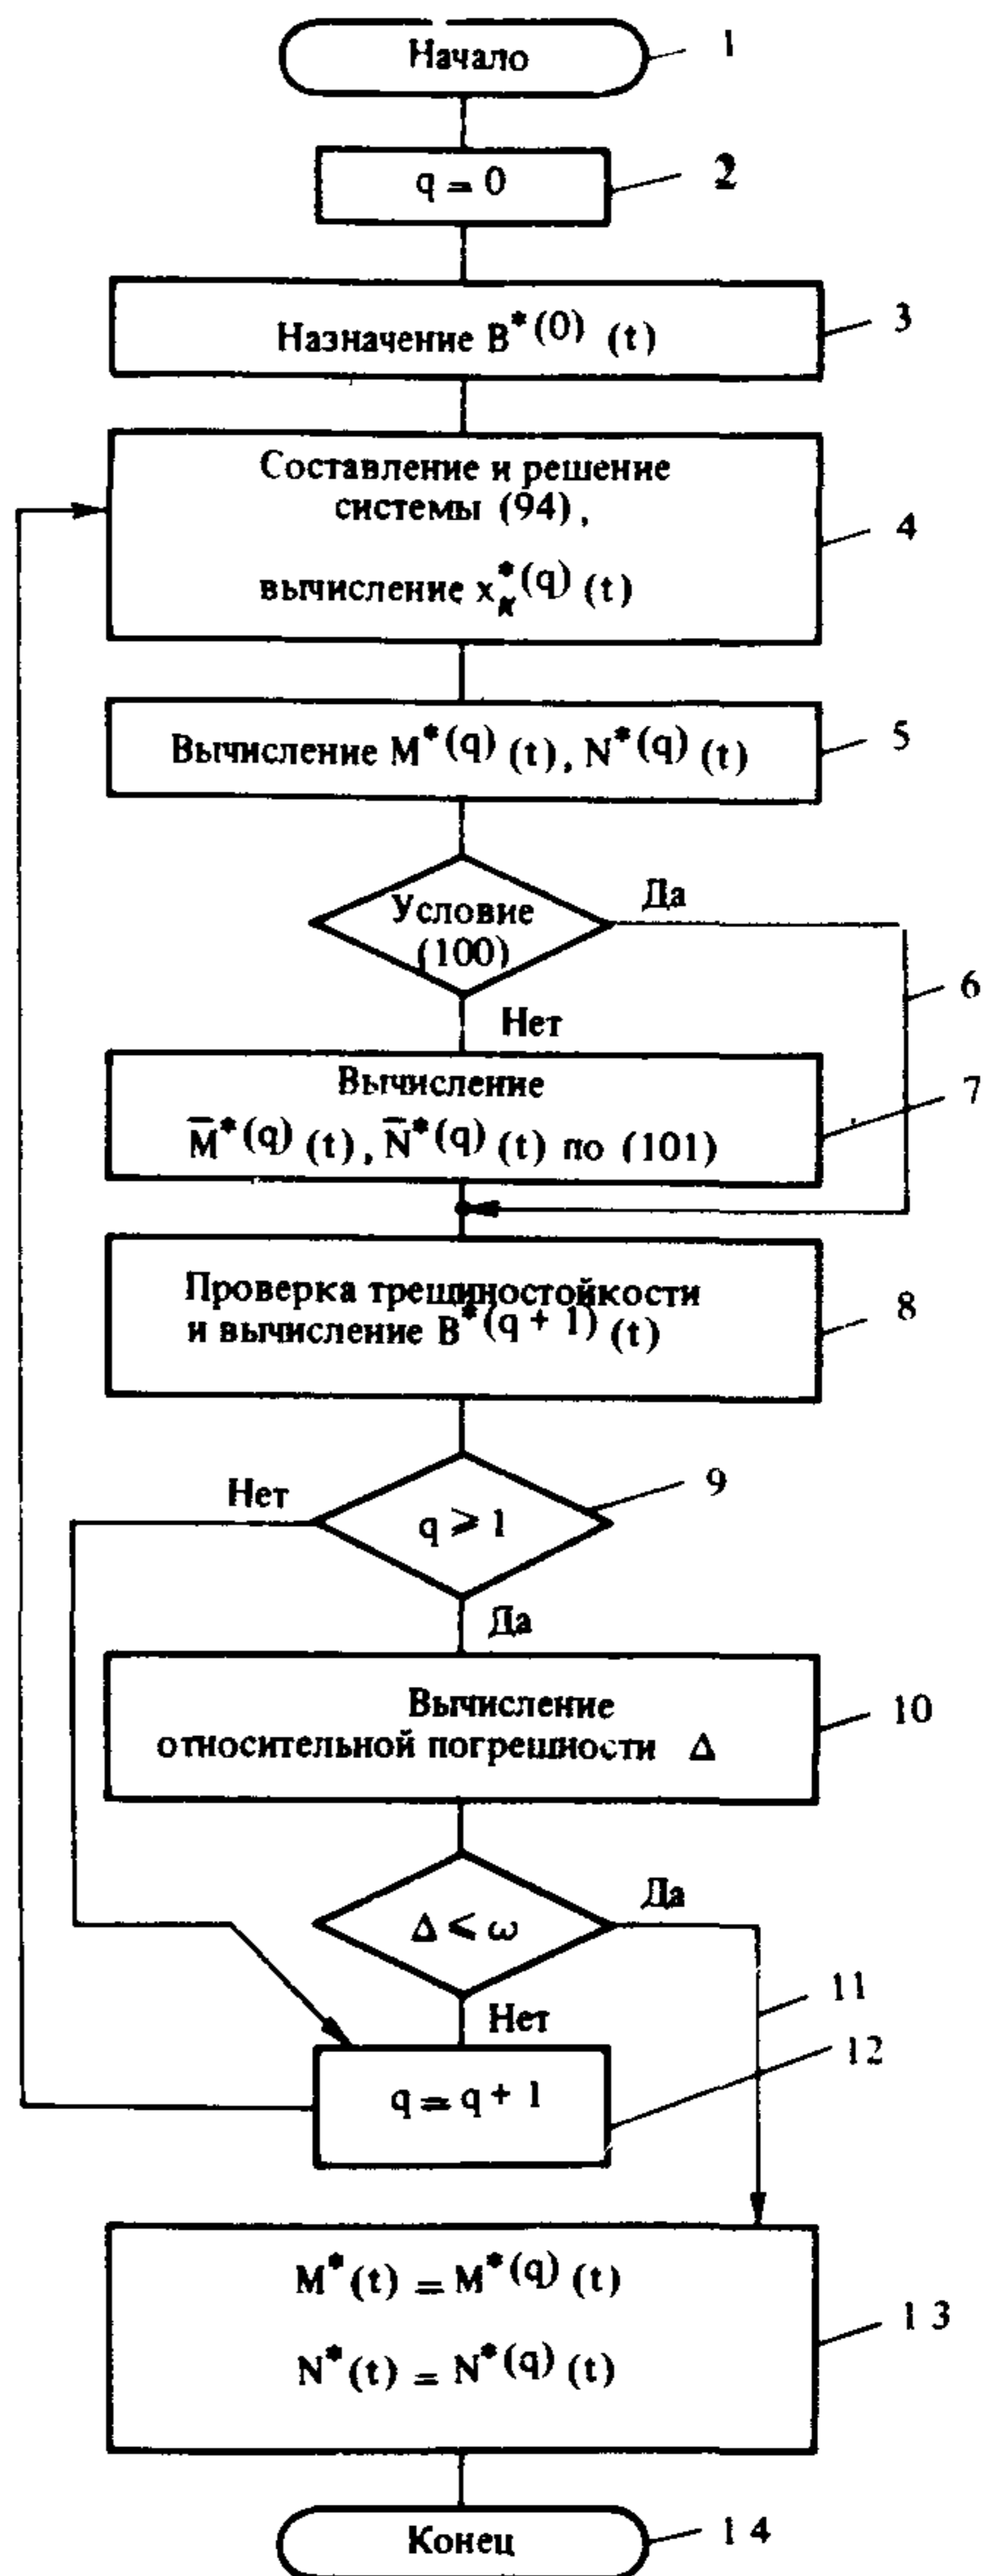 Начало
1
q = 0
2
Назначение B*(0) (t)
3
Составление и решение
системы (94),
вычисление x*(q)к (t)
4
Вычисление M*(q) (t), N*(q) (t)
5
Условие
(100)
Да
6
Нет
Вычисление
M̅*(q) (t), N̅*(q) (t) по (101)
7
Проверка трещиностойкости
и вычисление B*(q + 1) (t)
8
Нет
q ⩾ 1
9
Да
Вычисление
относительной погрешности Δ
10
Δ ⩽ ω
Да
11
Нет
12
q = q + 1
M*(t) = M*(q) (t)
N*(t) = N*(q) (t)
13
Конец
14